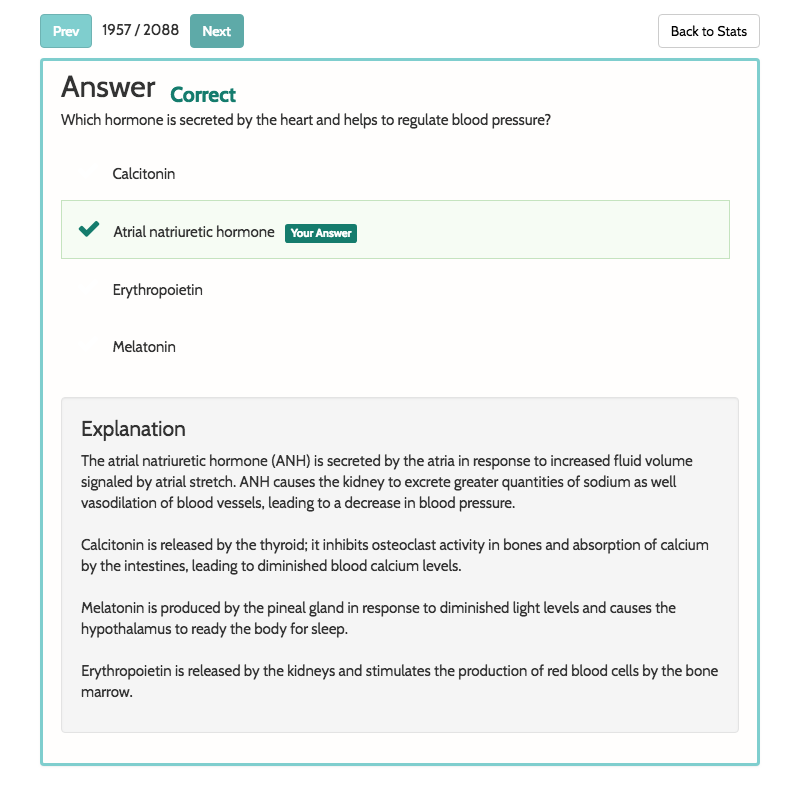 Prev 1957 / 2088 Next Back to Stats
Answer Correct
Which hormone is secreted by the heart and helps to regulate blood pressure?
Calcitonin
Atrial natriuretic hormone Your Answer
Erythropoietin
Melatonin
Explanation
The atrial natriuretic hormone (ANH) is secreted by the atria in response to increased fluid volume
signaled by atrial stretch. ANH causes the kidney to excrete greater quantities of sodium as well
vasodilation of blood vessels, leading to a decrease in blood pressure.
Calcitonin is released by the thyroid; it inhibits osteoclast activity in bones and absorption of calcium
by the intestines, leading to diminished blood calcium levels.
Melatonin is produced by the pineal gland in response to diminished light levels and causes the
hypothalamus to ready the body for sleep.
Erythropoietin is released by the kidneys and stimulates the production of red blood cells by the bone
marrow.